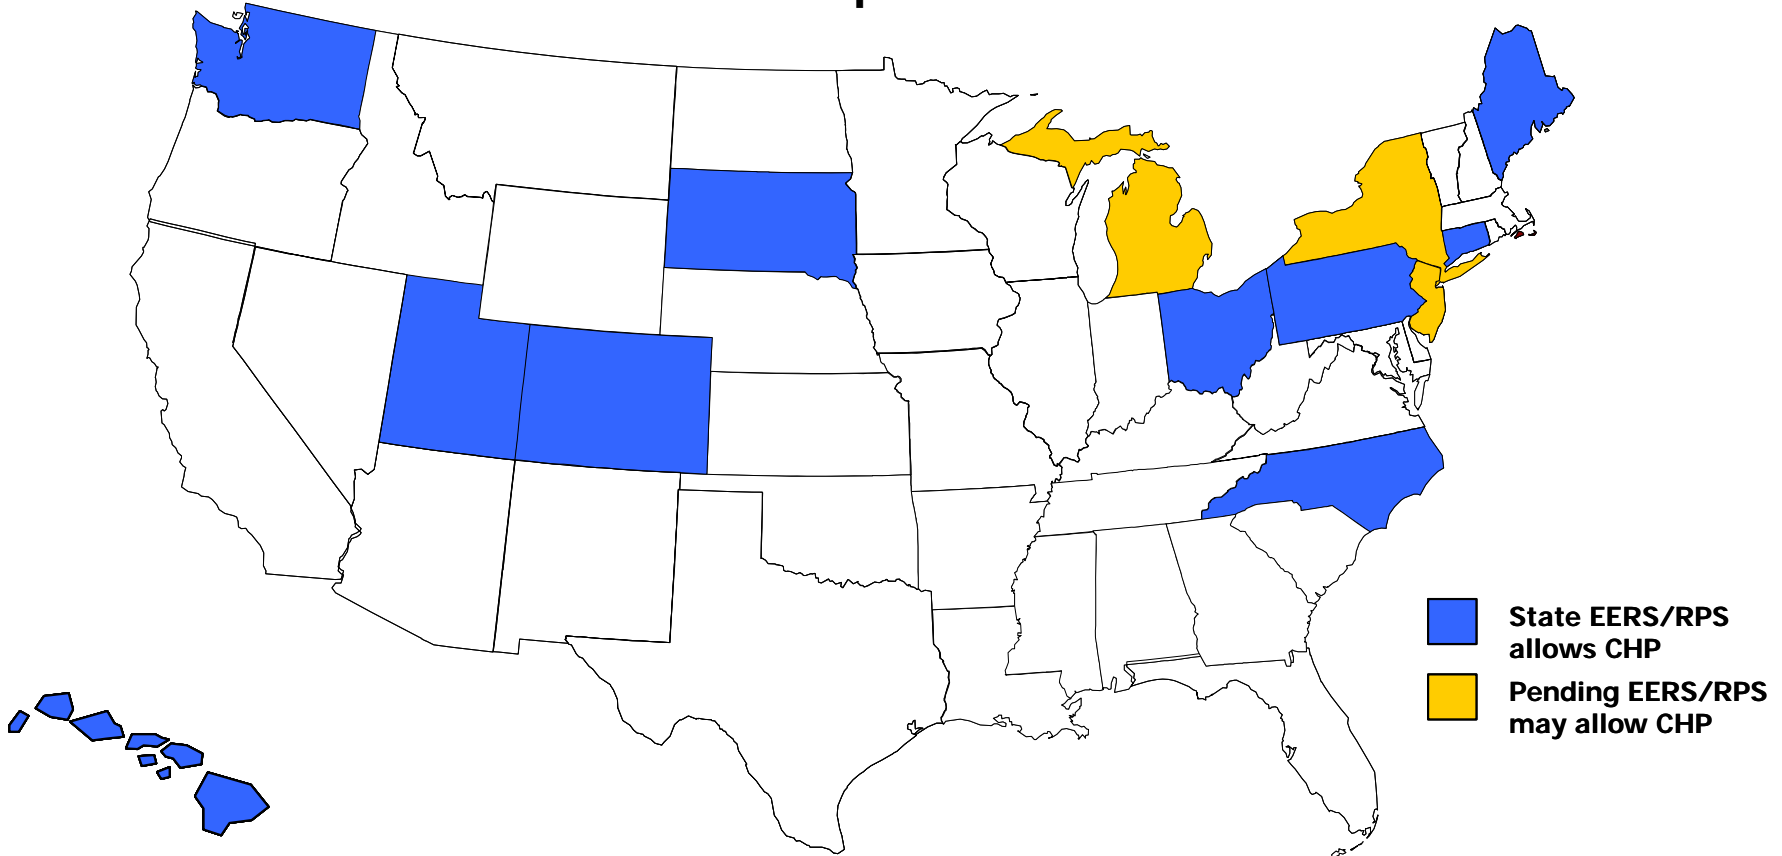 State EERS/RPS
allows CHP
Pending EERS/RPS
may allow CHP